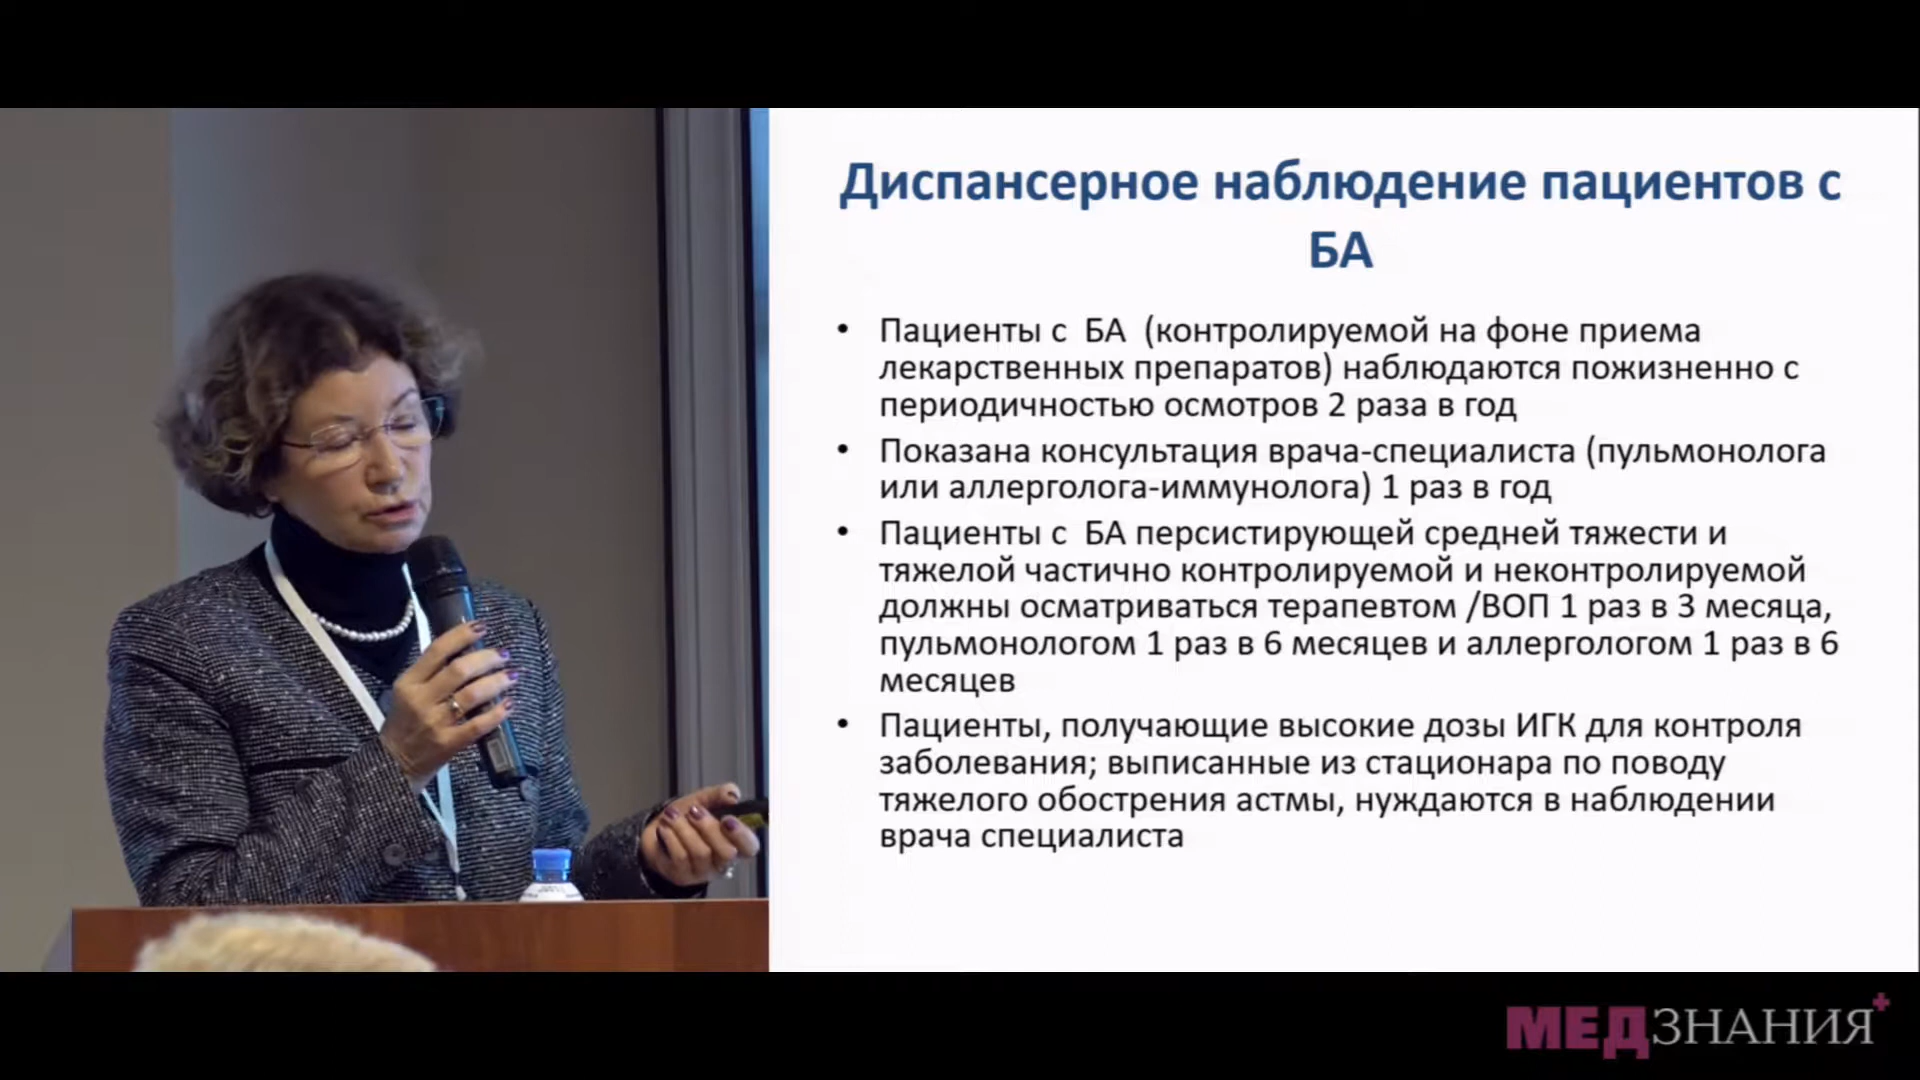 Диспансерное наблюдение пациентов с
БА
• Пациенты с БА (контролируемой на фоне приема
лекарственных препаратов) наблюдаются пожизненно с
периодичностью осмотров 2 раза в год
• Показана консультация врача-специалиста (пульмонолога
или аллерголога-иммунолога) 1 раз в год
• Пациенты с БА персистирующей средней тяжести и
тяжелой частично контролируемой и неконтролируемой
должны осматриваться терапевтом /ВОП 1 раз в 3 месяца,
пульмонологом 1 раз в 6 месяцев и аллергологом 1 раз в 6
месяцев
• Пациенты, получающие высокие дозы ИГК для контроля
заболевания; выписанные из стационара по поводу
тяжелого обострения астмы, нуждаются в наблюдении
врача специалиста
МЕДЗНАНИЯ+